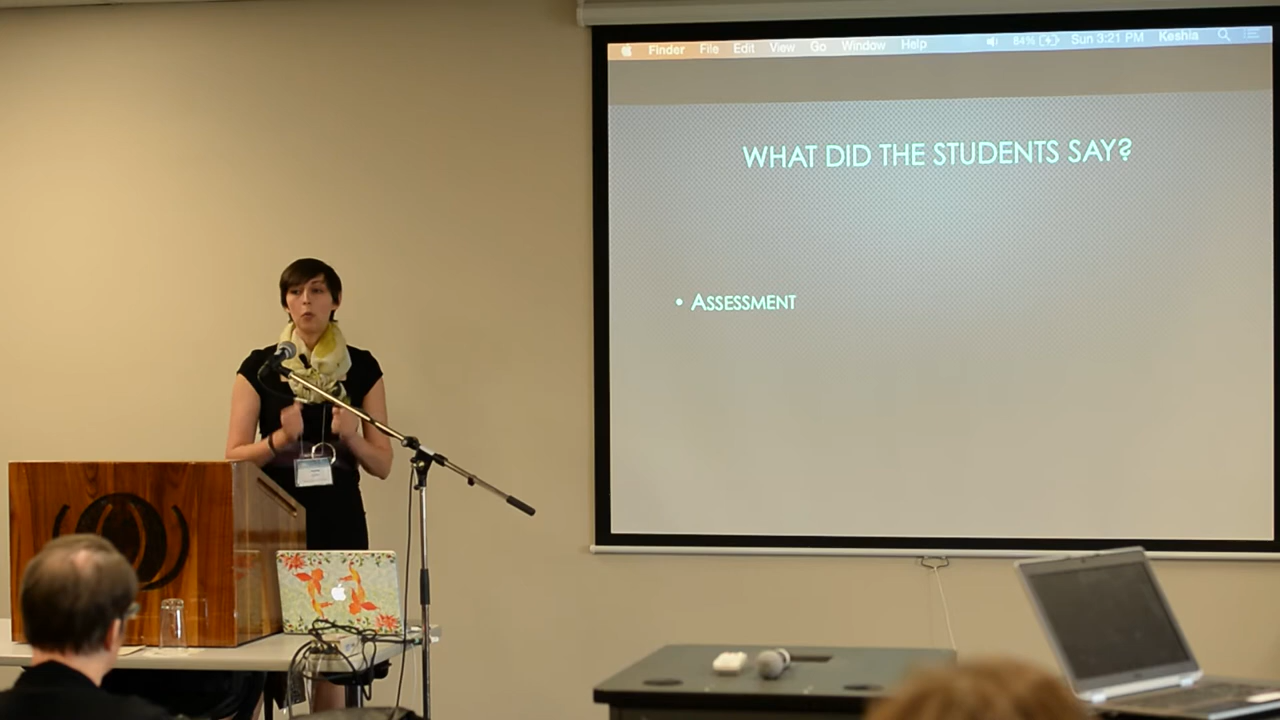 Finder File Edit View Go Window Help 84% Sun 3:21 PM Keshia
WHAT DID THE STUDENTS SAY?
• ASSESSMENT